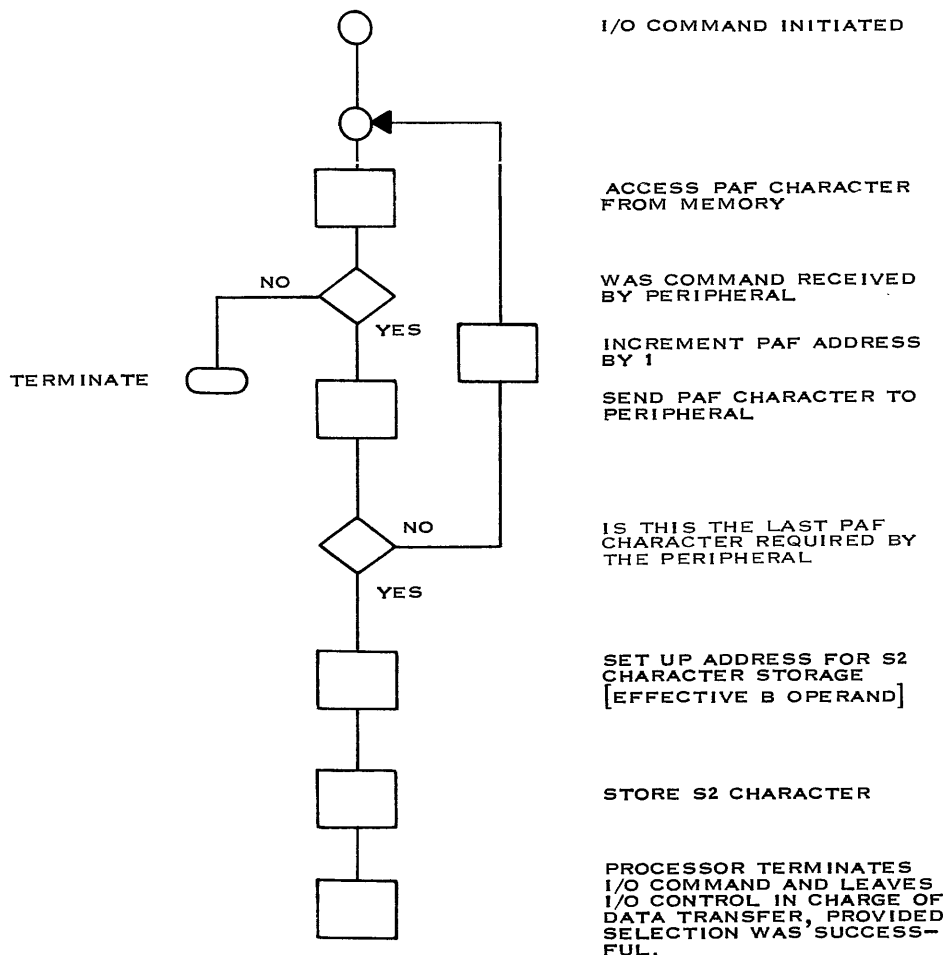 I/O COMMAND INITIATED
ACCESS PAF CHARACTER
FROM MEMORY
NO
WAS COMMAND RECEIVED
BY PERIPHERAL
YES
INCREMENT PAF ADDRESS
BY 1
TERMINATE
SEND PAF CHARACTER TO
PERIPHERAL
NO
IS THIS THE LAST PAF
CHARACTER REQUIRED BY
THE PERIPHERAL
YES
SET UP ADDRESS FOR S2
CHARACTER STORAGE
[EFFECTIVE B OPERAND]
STORE S2 CHARACTER
PROCESSOR TERMINATES
I/O COMMAND AND LEAVES
I/O CONTROL IN CHARGE OF
DATA TRANSFER, PROVIDED
SELECTION WAS SUCCESS-
FUL.